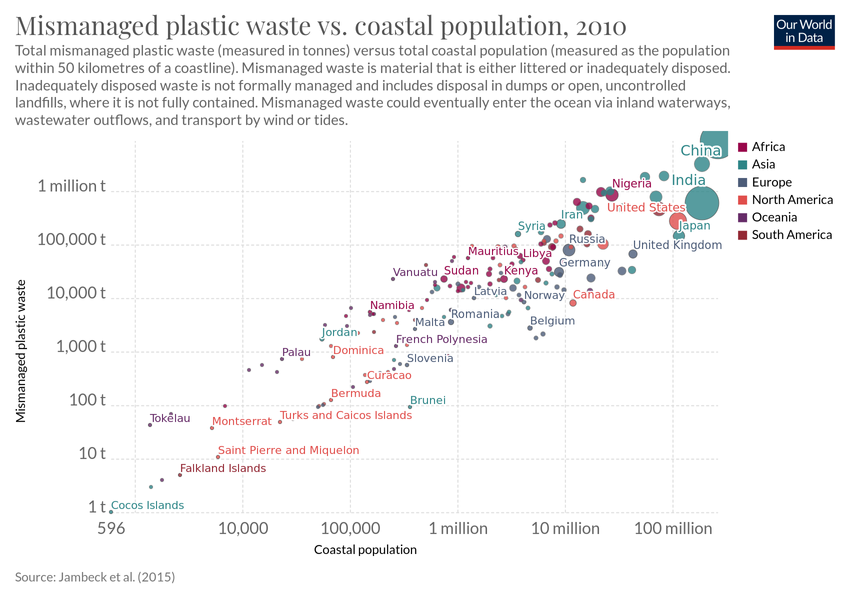 Mismanaged plastic waste vs. coastal population, 2010
Our World
in Data
Total mismanaged plastic waste (measured in tonnes) versus total coastal population (measured as the population
within 50 kilometres of a coastline). Mismanaged waste is material that is either littered or inadequately disposed.
Inadequately disposed waste is not formally managed and includes disposal in dumps or open, uncontrolled
landfills, where it is not fully contained. Mismanaged waste could eventually enter the ocean via inland waterways,
wastewater outflows, and transport by wind or tides.
China
Africa
Asia
Europe
North America
Oceania
South America
1 million t
Nigeria
India
Iran
United States
Syria
Japan
100,000 t
Russia
United Kingdom
Mauritius
Libya
Vanuatu
Sudan
Kenya
Germany
10,000 t
Latvia
Norway
Canada
Namibia
Malta
Romania
Belgium
Jordan
French Polynesia
1,000 t
Palau
Dominica
Slovenia
Curacao
Bermuda
100 t
Brunei
Tokelau
Montserrat
Turks and Caicos Islands
10 t
Saint Pierre and Miquelon
Falkland Islands
1 t
Cocos Islands
596
10,000
100,000
1 million
10 million
100 million
Mismanaged plastic waste
Coastal population
Source: Jambeck et al. (2015)